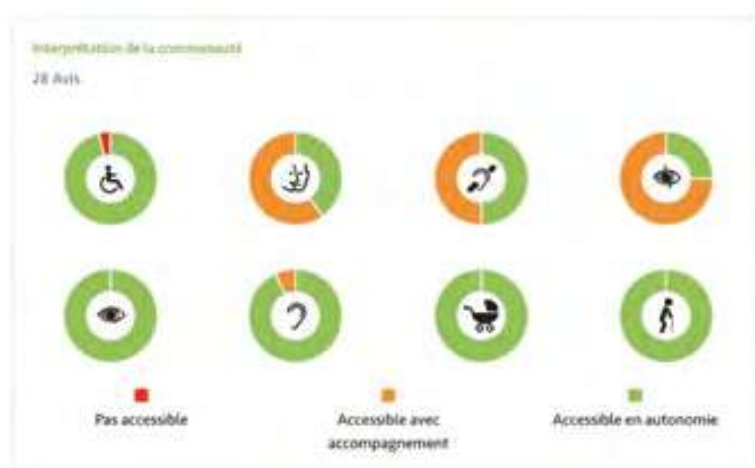 Interprétation de la communauté
28 Avis
Pas accessible
Accessible avec
accompagnement
Accessible en autonomie